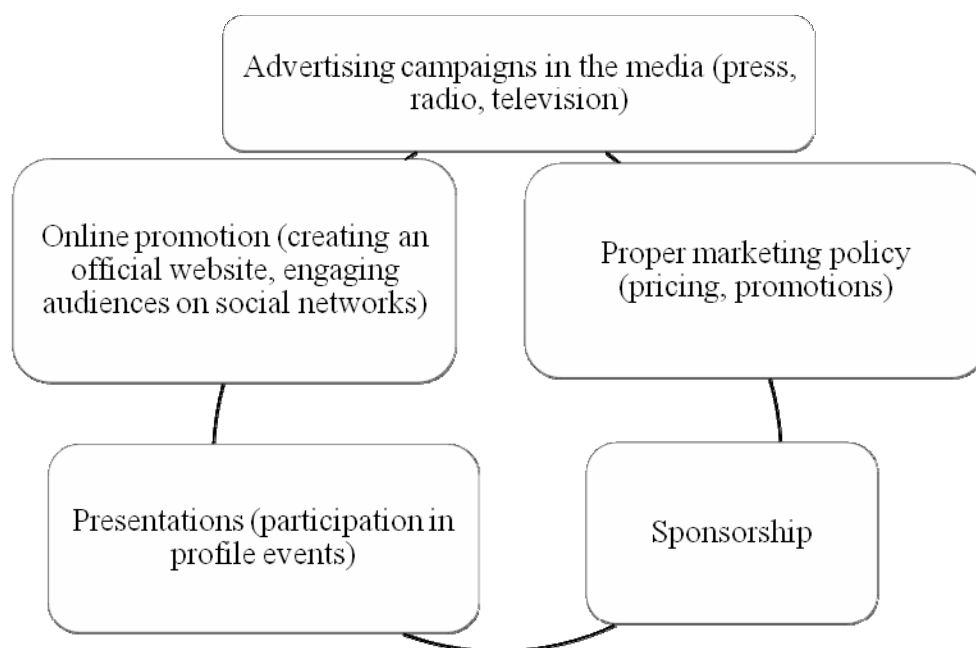 Advertising campaigns in the media (press,
radio, television)
Online promotion (creating an
official website, engaging
audiences on social networks)
Proper marketing policy
(pricing, promotions)
Presentations (participation in
profile events)
Sponsorship